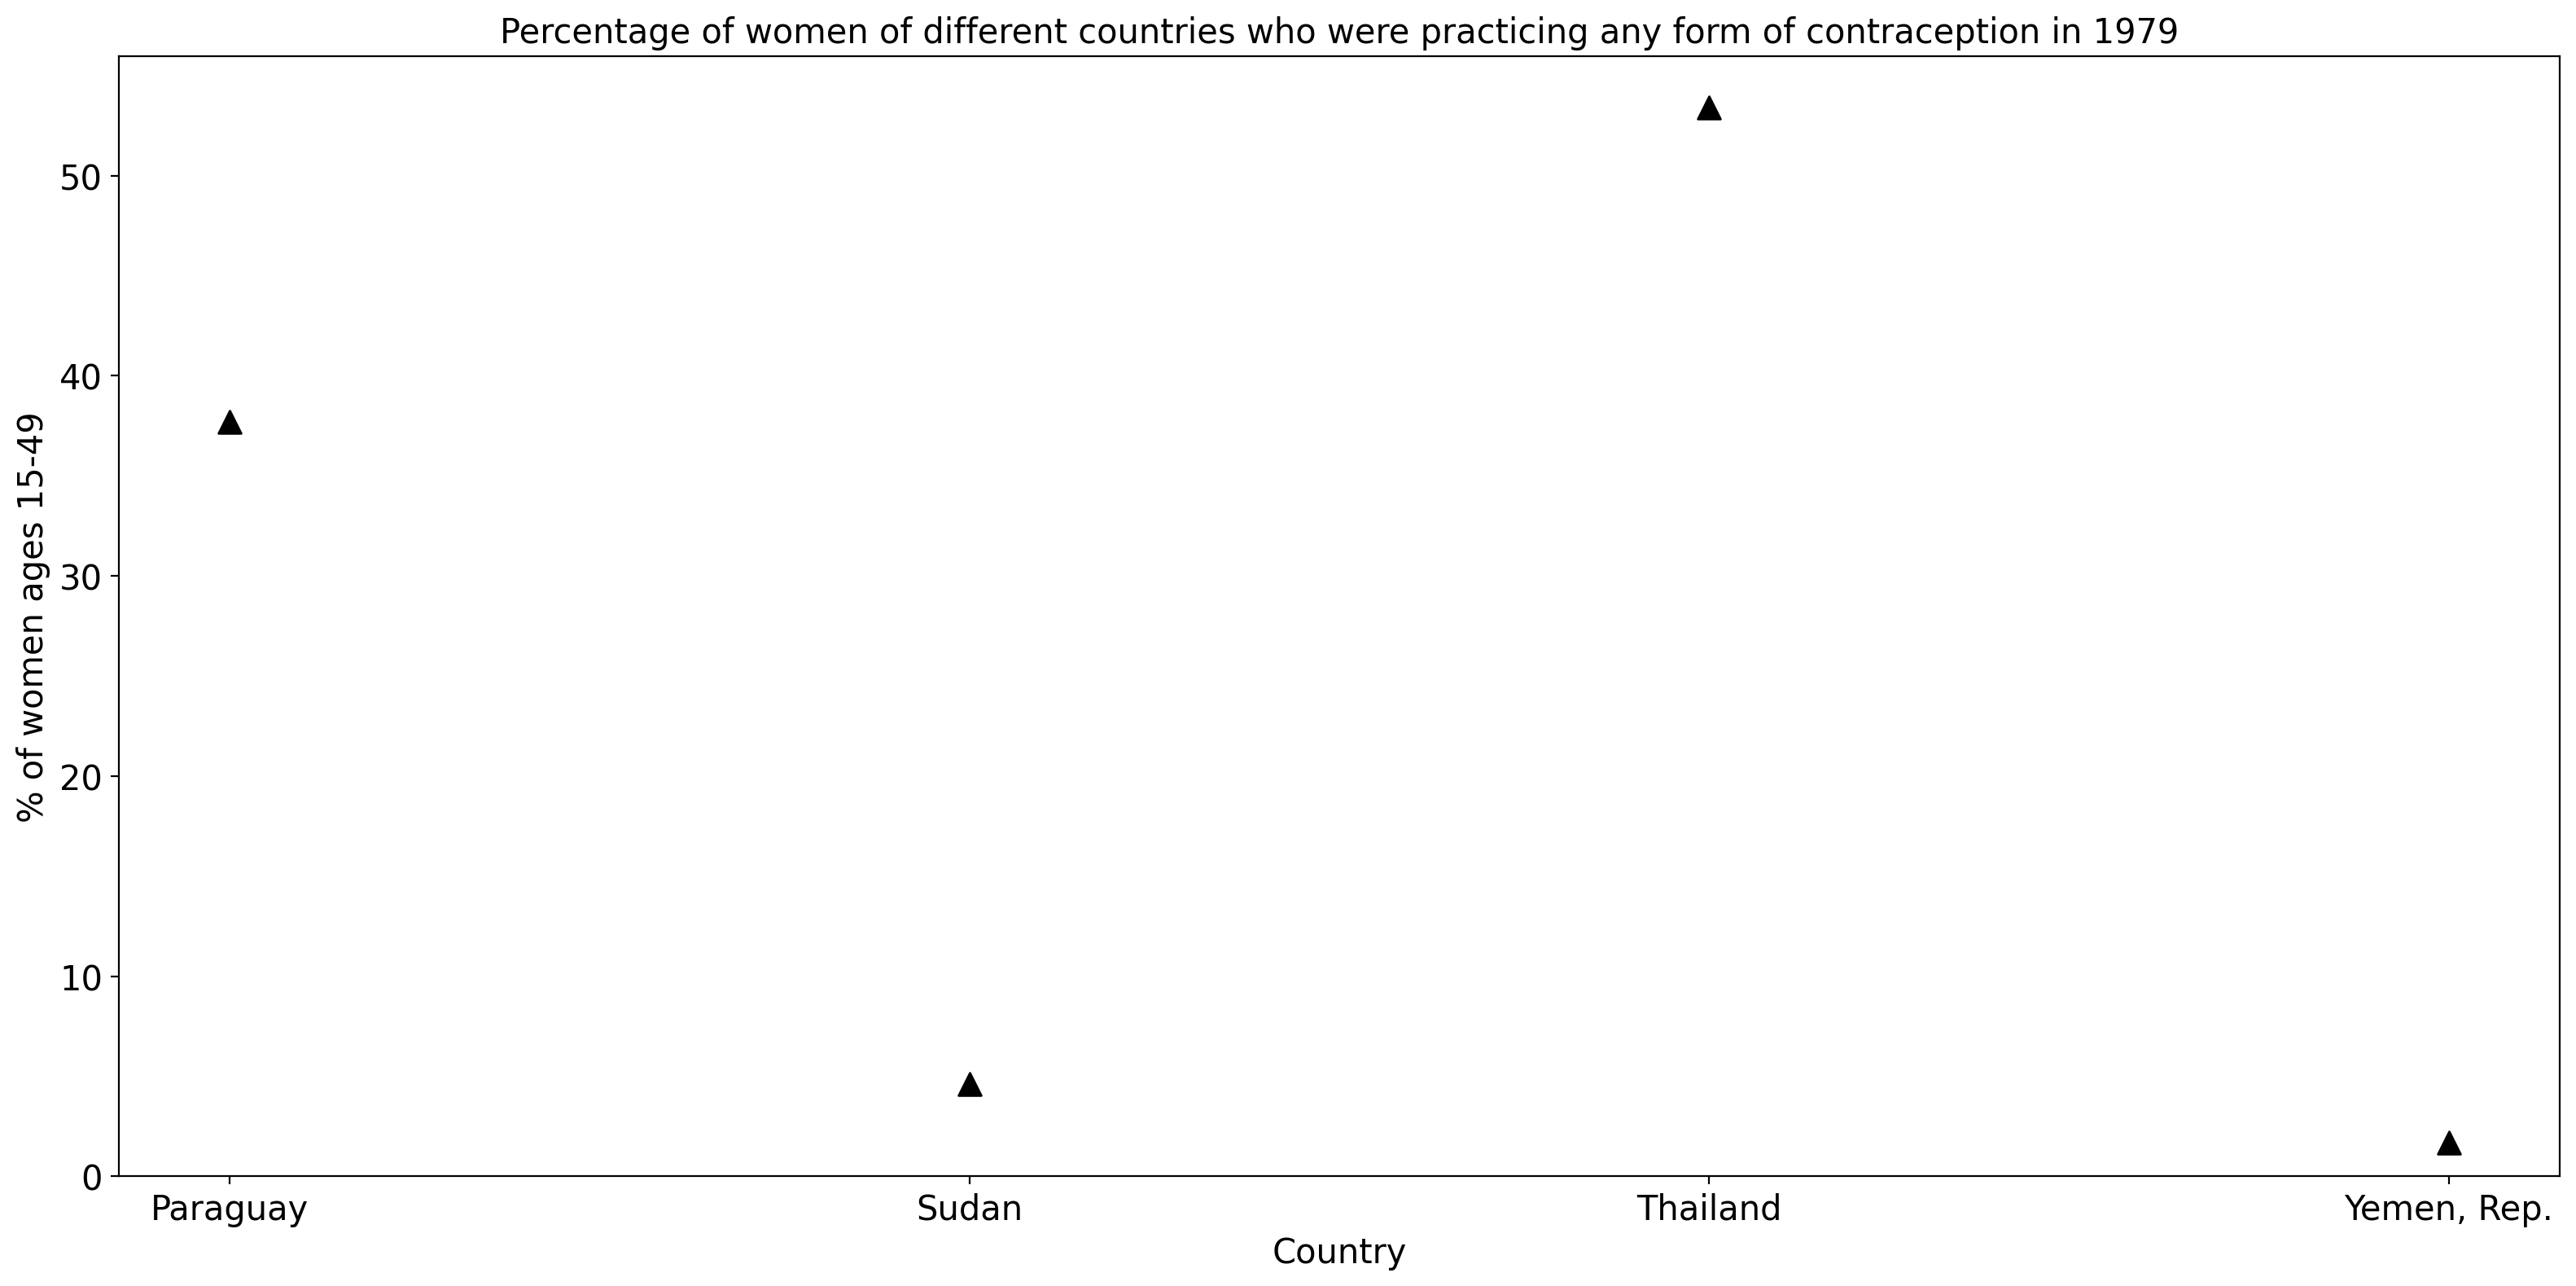 Percentage of women of different countries who were practicing any form of contraception in 1979
% of women ages 15-49
50
40
30
20
10
0
Paraguay
Sudan
Thailand
Yemen, Rep.
Country